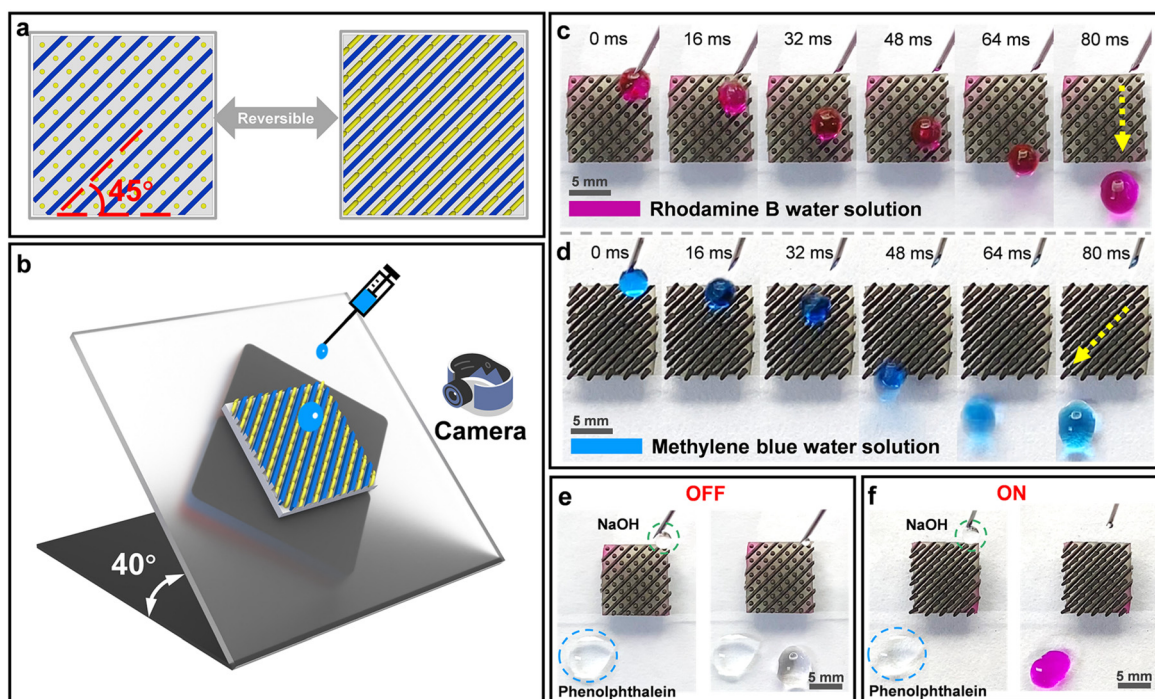 a
Reversible
45°
b
Camera
40°
c
0 ms 16 ms 32 ms 48 ms 64 ms 80 ms
5 mm
Rhodamine B water solution
d
0 ms 16 ms 32 ms 48 ms 64 ms 80 ms
5 mm
Methylene blue water solution
e OFF
NaOH
Phenolphthalein
5 mm
f ON
NaOH
Phenolphthalein
5 mm